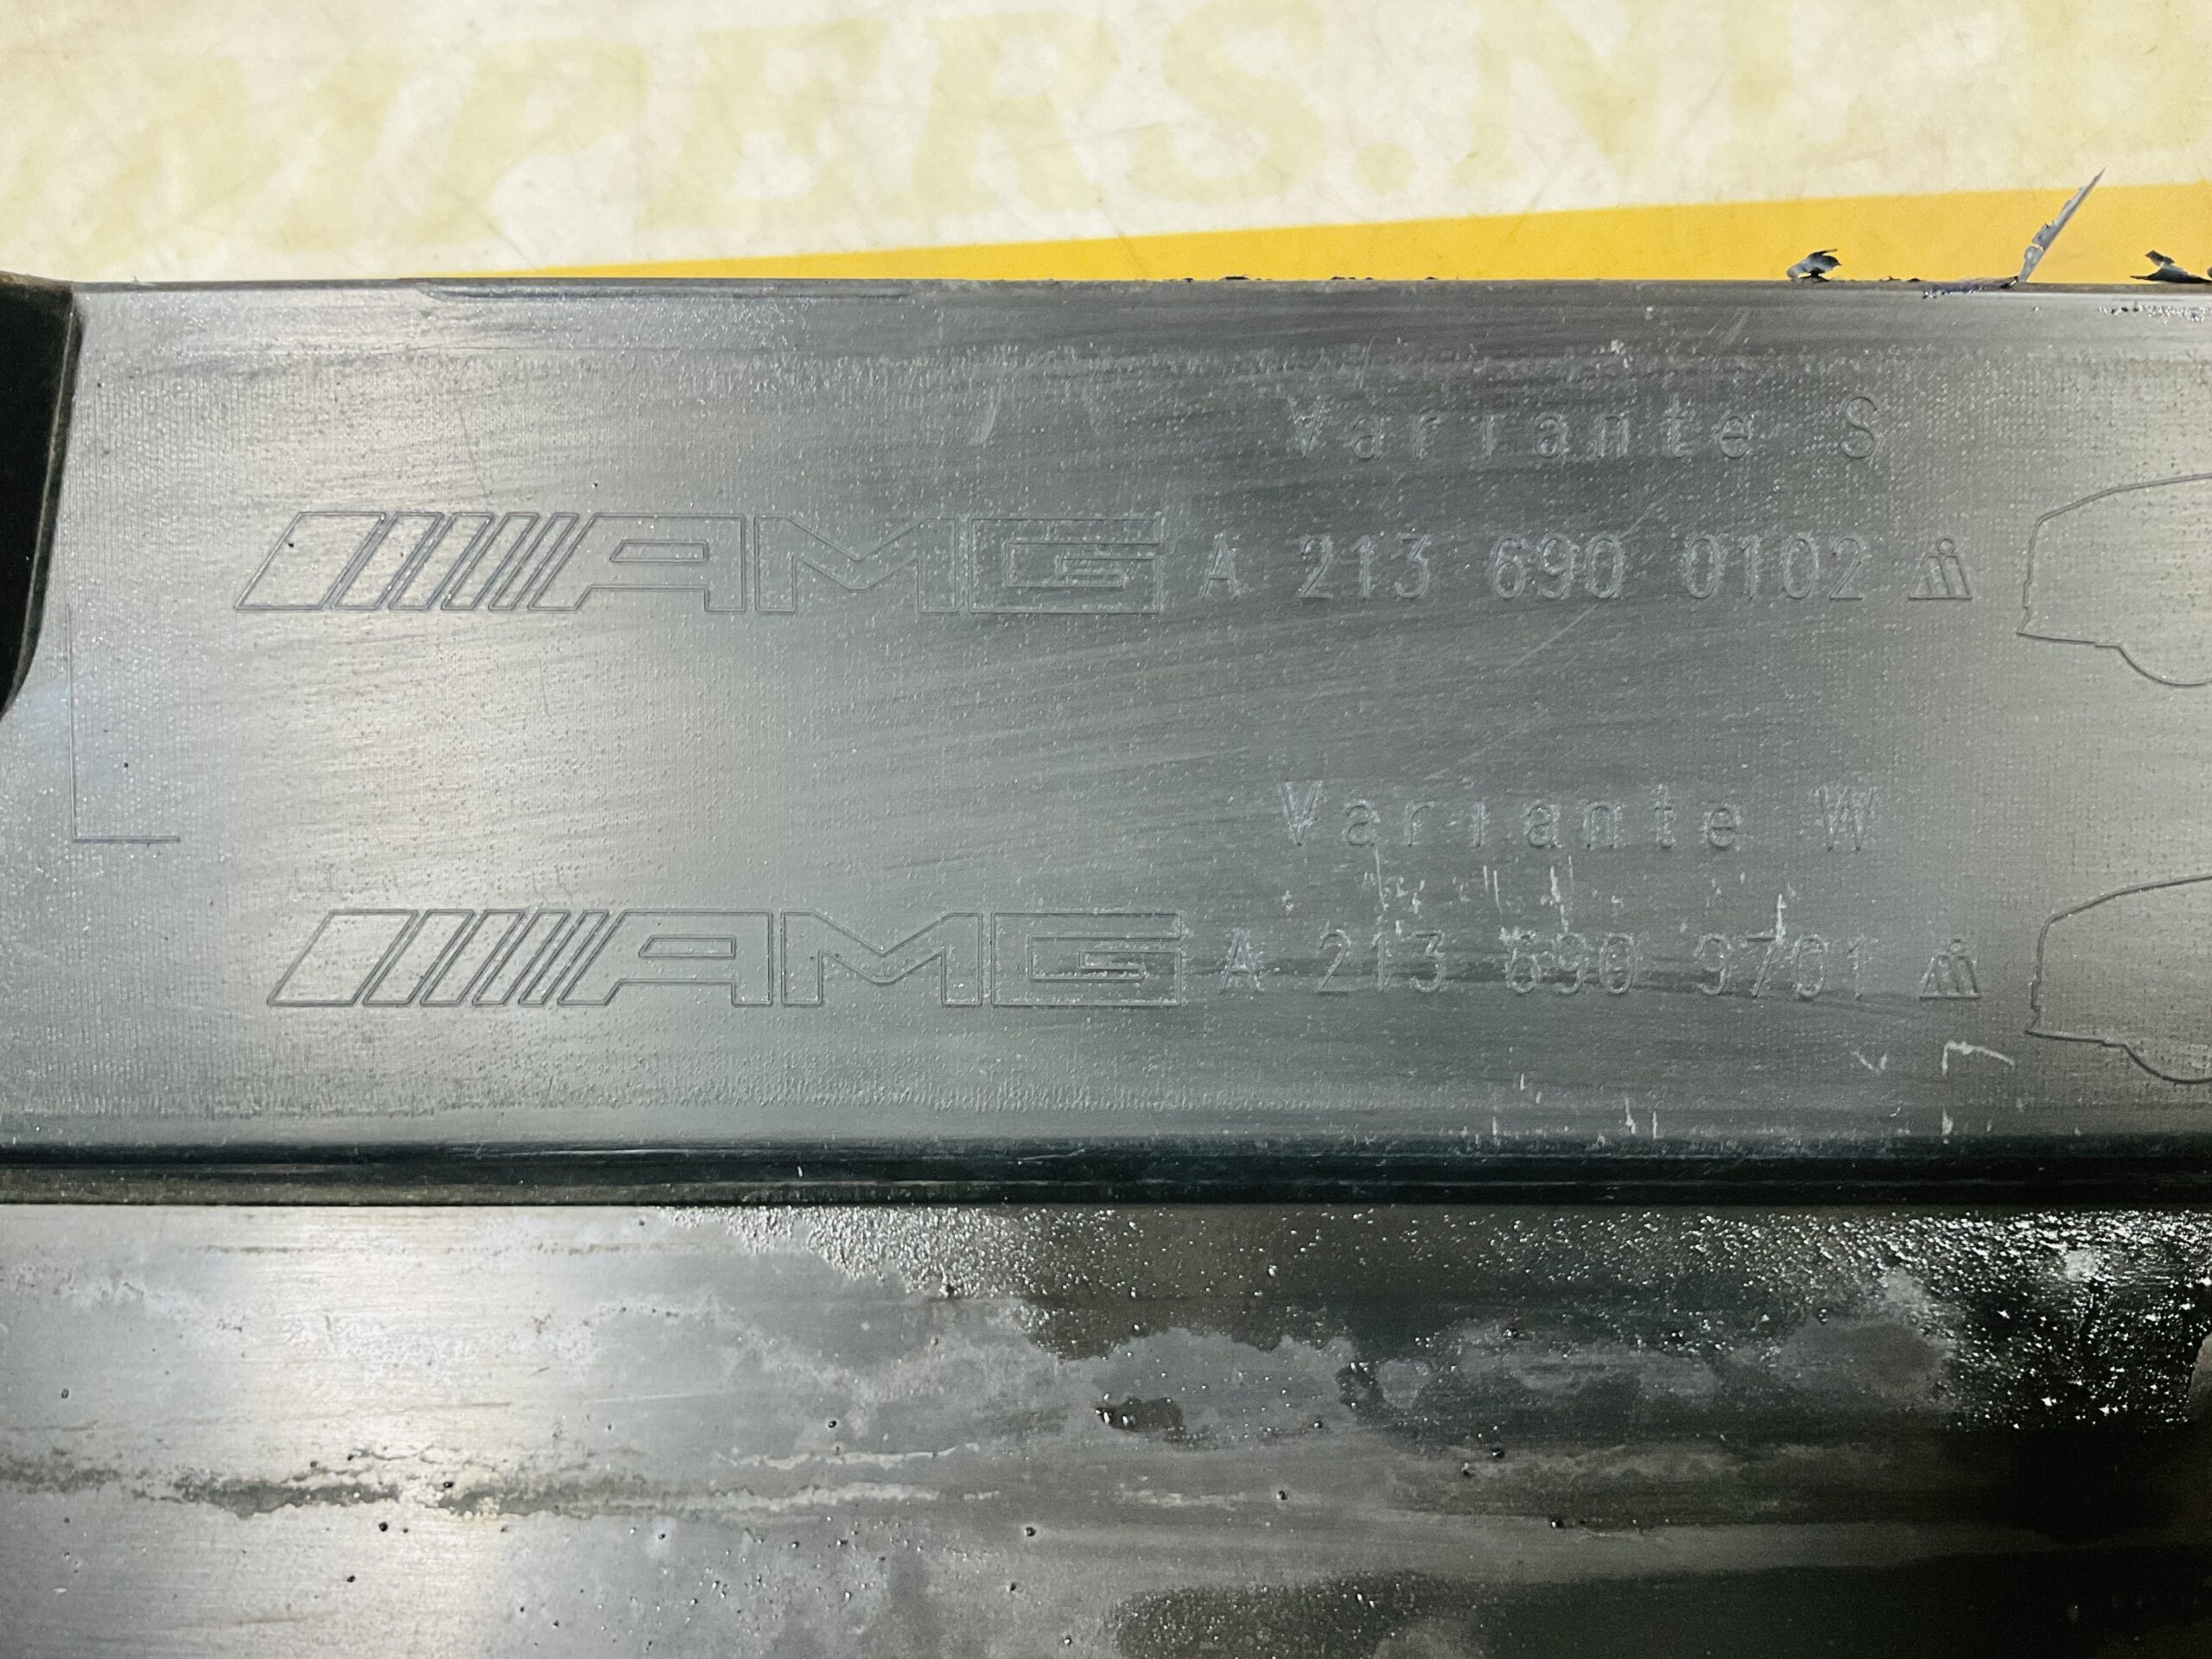 Variante S
AMG A 213 690 0102
Variante W
AMG A 213 690 9701